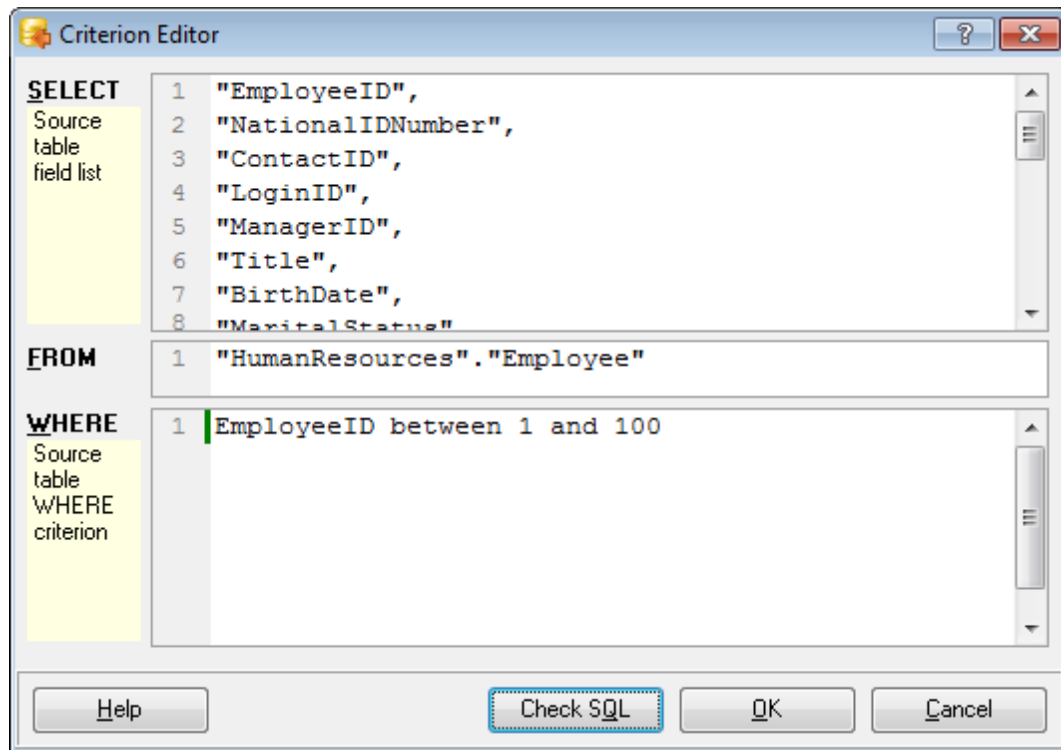 Criterion Editor
SELECT
Source
table
field list
1 "EmployeeID",
2 "NationalIDNumber",
3 "ContactID",
4 "LoginID",
5 "ManagerID",
6 "Title",
7 "BirthDate",
8 "MaritalStatus"
FROM
1 "HumanResources"."Employee"
WHERE
Source
table
WHERE
criterion
1 EmployeeID between 1 and 100
Help Check SQL OK Cancel